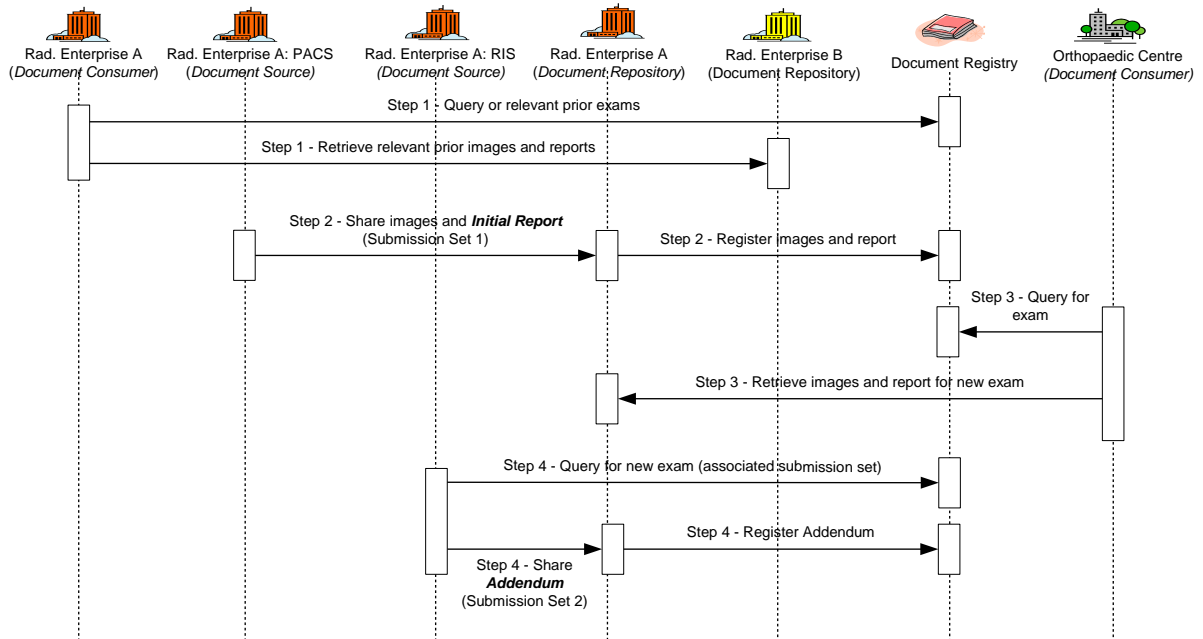 Rad. Enterprise A
(Document Consumer)
Rad. Enterprise A: PACS
(Document Source)
Rad. Enterprise A: RIS
(Document Source)
Rad. Enterprise A
(Document Repository)
Rad. Enterprise B
(Document Repository)
Document Registry
Orthopaedic Centre
(Document Consumer)
Step 1 - Query or relevant prior exams
Step 1 - Retrieve relevant prior images and reports
Step 2 - Share images and Initial Report
(Submission Set 1)
Step 2 - Register images and report
Step 3 - Query for
exam
Step 3 - Retrieve images and report for new exam
Step 4 - Query for new exam (associated submission set)
Step 4 - Share
Addendum
(Submission Set 2)
Step 4 - Register Addendum